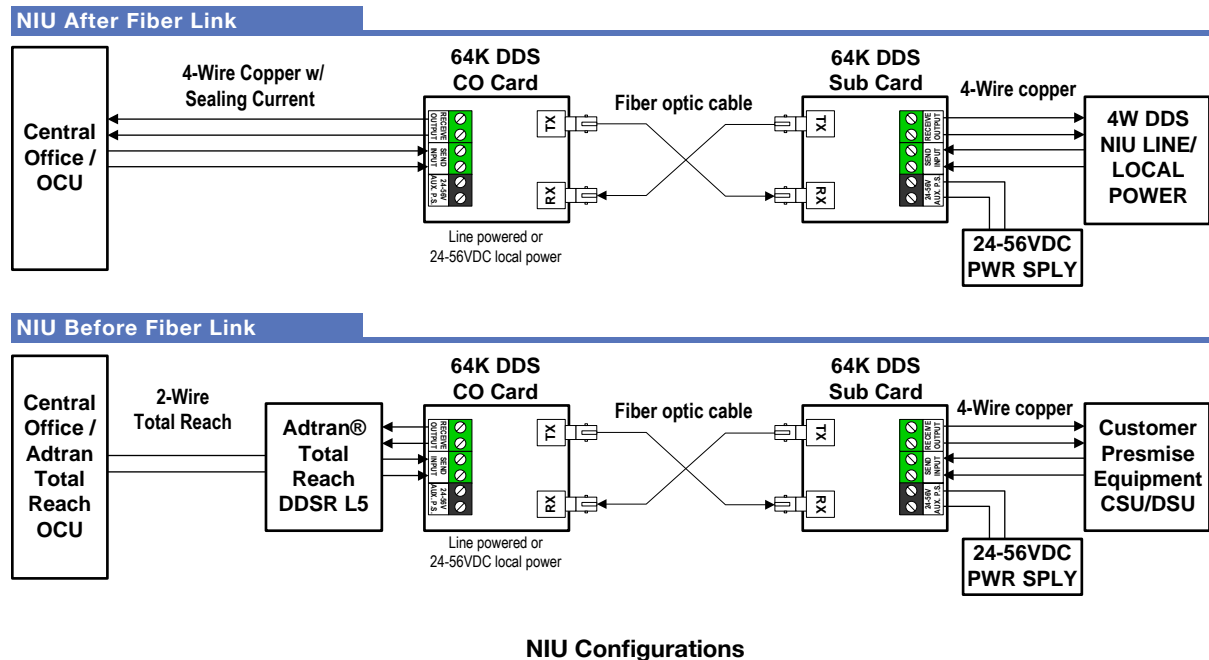 NIU After Fiber Link
Central
Office /
OCU
4-Wire Copper w/
Sealing Current
64K DDS
CO Card
RECEIVE
OUTPUT
SEND
INPUT
24-56V
AUX. P.S.
TX
RX
Line powered or
24-56VDC local power
Fiber optic cable
64K DDS
Sub Card
TX
RX
RECEIVE
OUTPUT
SEND
INPUT
24-56V
AUX. P.S.
4-Wire copper
4W DDS
NIU LINE/
LOCAL
POWER
24-56VDC
PWR SPLY
NIU Before Fiber Link
Central
Office /
Adtran
Total
Reach
OCU
2-Wire
Total Reach
Adtran®
Total
Reach
DDSR L5
64K DDS
CO Card
RECEIVE
OUTPUT
SEND
INPUT
24-56V
AUX. P.S.
TX
RX
Line powered or
24-56VDC local power
Fiber optic cable
64K DDS
Sub Card
TX
RX
RECEIVE
OUTPUT
SEND
INPUT
24-56V
AUX. P.S.
4-Wire copper
Customer
Presmise
Equipment
CSU/DSU
24-56VDC
PWR SPLY
NIU Configurations